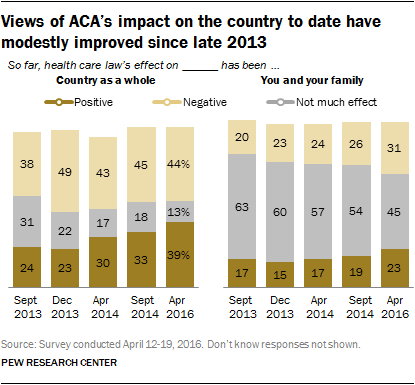 Views of ACA's impact on the country to date have
modestly improved since late 2013
So far, health care law's effect on ______ has been ...
Country as a whole
You and your family
Positive
Negative
Not much effect
38 49 43 45 44%
31 22 17 18 13%
24 23 30 33 39%
Sept 2013
Dec 2013
Apr 2014
Sept 2014
Apr 2016
20 23 24 26 31
63 60 57 54 45
17 15 17 19 23
Sept 2013
Dec 2013
Apr 2014
Sept 2014
Apr 2016
Source: Survey conducted April 12-19, 2016. Don't know responses not shown.
PEW RESEARCH CENTER